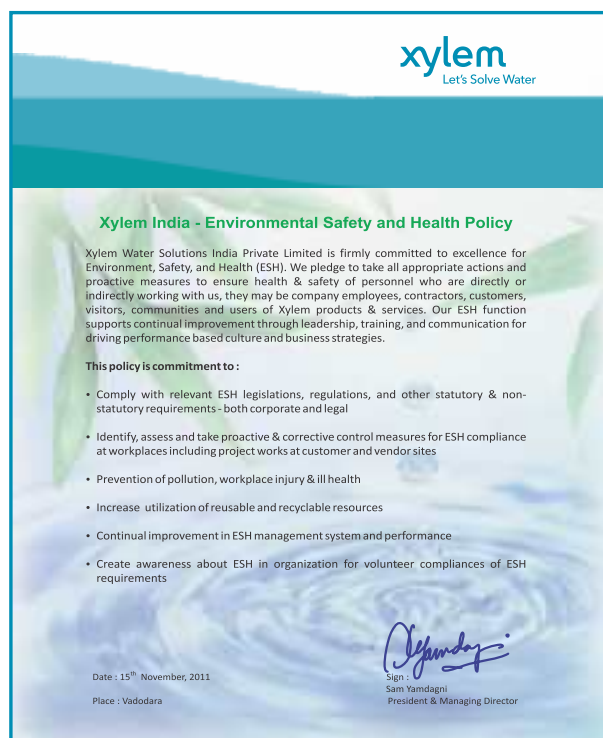 xylem
Let's Solve Water
Xylem India - Environmental Safety and Health Policy
Xylem Water Solutions India Private Limited is firmly committed to excellence for
Environment, Safety, and Health (ESH). We pledge to take all appropriate actions and
proactive measures to ensure health & safety of personnel who are directly or
indirectly working with us, they may be company employees, contractors, customers,
visitors, communities and users of Xylem products & services. Our ESH function
supports continual improvement through leadership, training, and communication for
driving performance based culture and business strategies.
This policy is commitment to :
• Comply with relevant ESH legislations, regulations, and other statutory & non-
statutory requirements - both corporate and legal
• Identify, assess and take proactive & corrective control measures for ESH compliance
at workplaces including project works at customer and vendor sites
• Prevention of pollution, workplace injury & ill health
• Increase utilization of reusable and recyclable resources
• Continual improvement in ESH management system and performance
• Create awareness about ESH in organization for volunteer compliances of ESH
requirements
Yamdagni
Date : 15th November, 2011
Sign :
Sam Yamdagni
Place : Vadodara
President & Managing Director